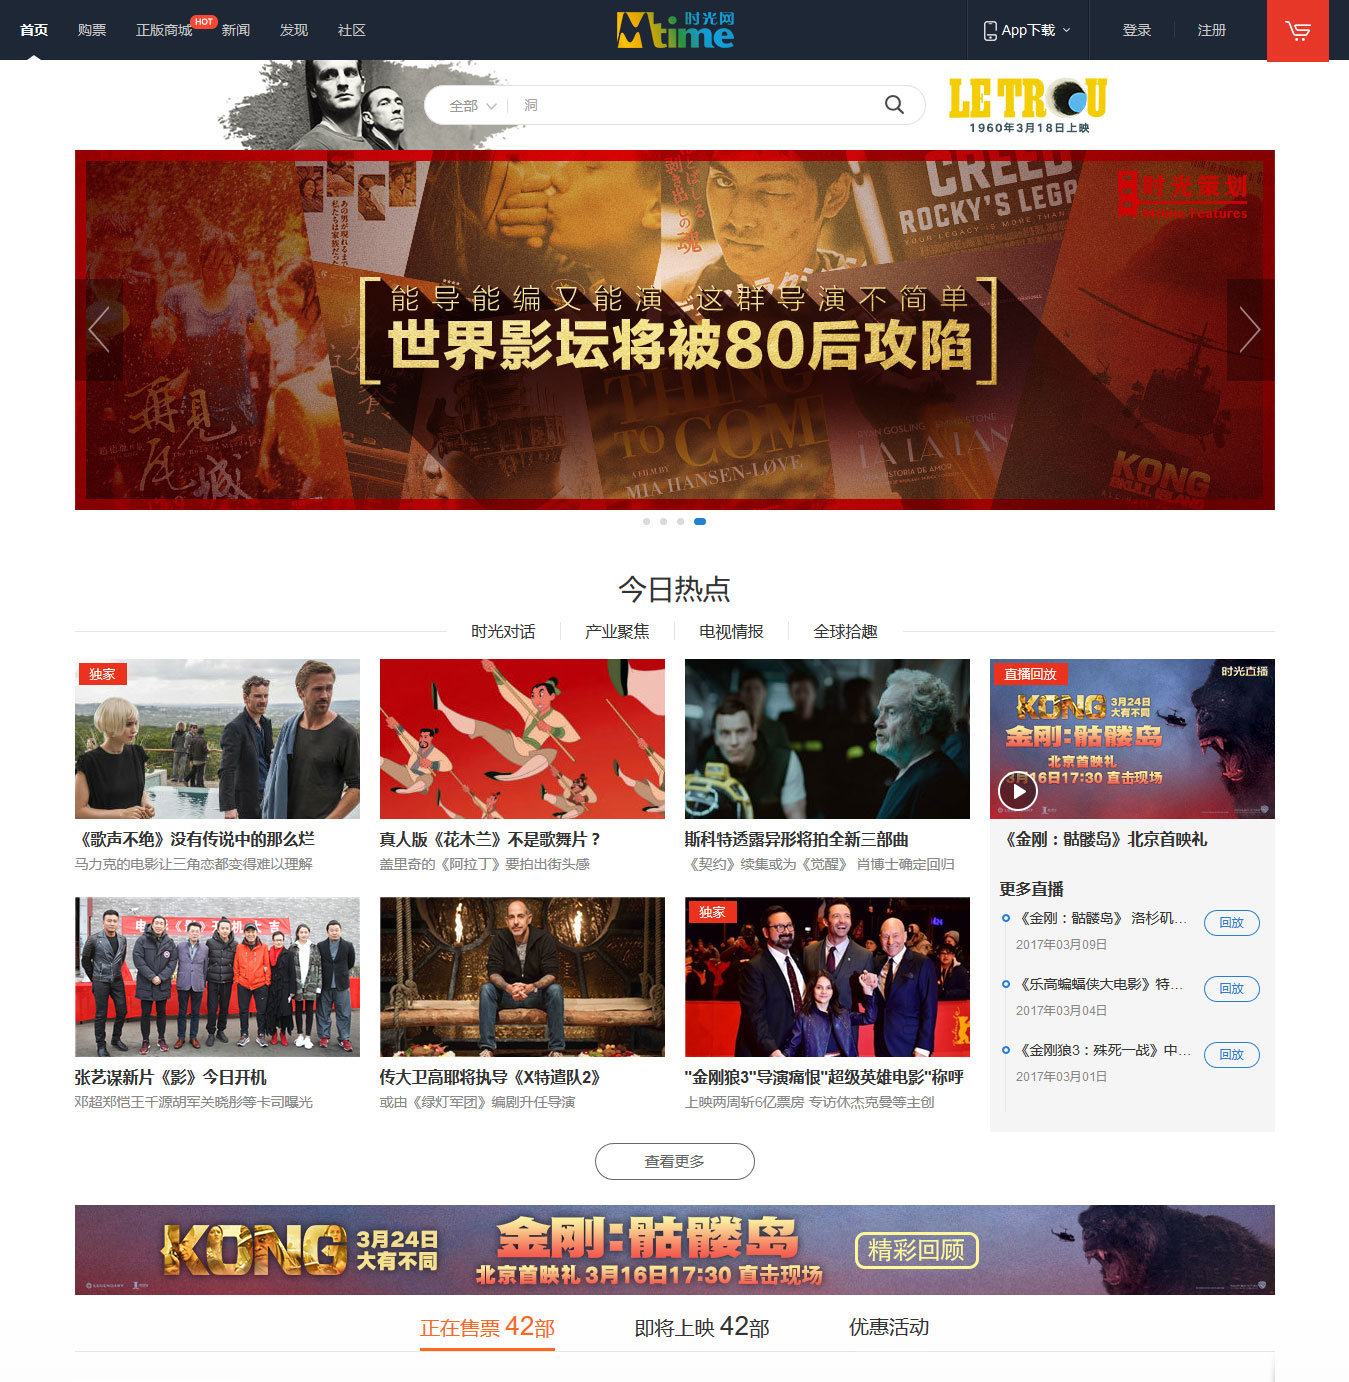 首页 购票 正版商城 HOT 新闻 发现 社区
Mtime 时光网
App下载 登录 注册
全部 洞
LE TROU
1960年3月18日上映
CREED
ROCKY'S LEGACY
时光策划
Mtime Features
能导能编又能演 这群导演不简单
世界影坛将被80后攻陷
再见瓦城
THINGS TO COME
A FILM BY
MIA HANSEN-LØVE
RYAN GOSLING
LA LA LAND
KONG
SKULL ISLAND
今日热点
时光对话 产业聚焦 电视情报 全球拾趣
独家
《歌声不绝》没有传说中的那么烂
马力克的电影让三角恋都变得难以理解
真人版《花木兰》不是歌舞片？
盖里奇的《阿拉丁》要拍出街头感
斯科特透露异形将拍全新三部曲
《契约》续集或为《觉醒》 肖博士确定回归
直播回放
时光直播
KONG 3月24日 大有不同
金刚:骷髅岛
北京首映礼
3月16日17:30 直击现场
《金刚：骷髅岛》北京首映礼
更多直播
《金刚：骷髅岛》 洛杉矶... 回放
2017年03月09日
《乐高蝙蝠侠大电影》特... 回放
2017年03月04日
《金刚狼3：殊死一战》中... 回放
2017年03月01日
张艺谋新片《影》今日开机
邓超郑恺王千源胡军关晓彤等卡司曝光
传大卫高耶将执导《X特遣队2》
或由《绿灯军团》编剧升任导演
独家
"金刚狼3"导演痛恨"超级英雄电影"称呼
上映两周斩6亿票房 专访休杰克曼等主创
查看更多
KONG 3月24日 大有不同
金刚:骷髅岛
北京首映礼 3月16日17:30 直击现场
精彩回顾
正在售票 42部 即将上映 42部 优惠活动